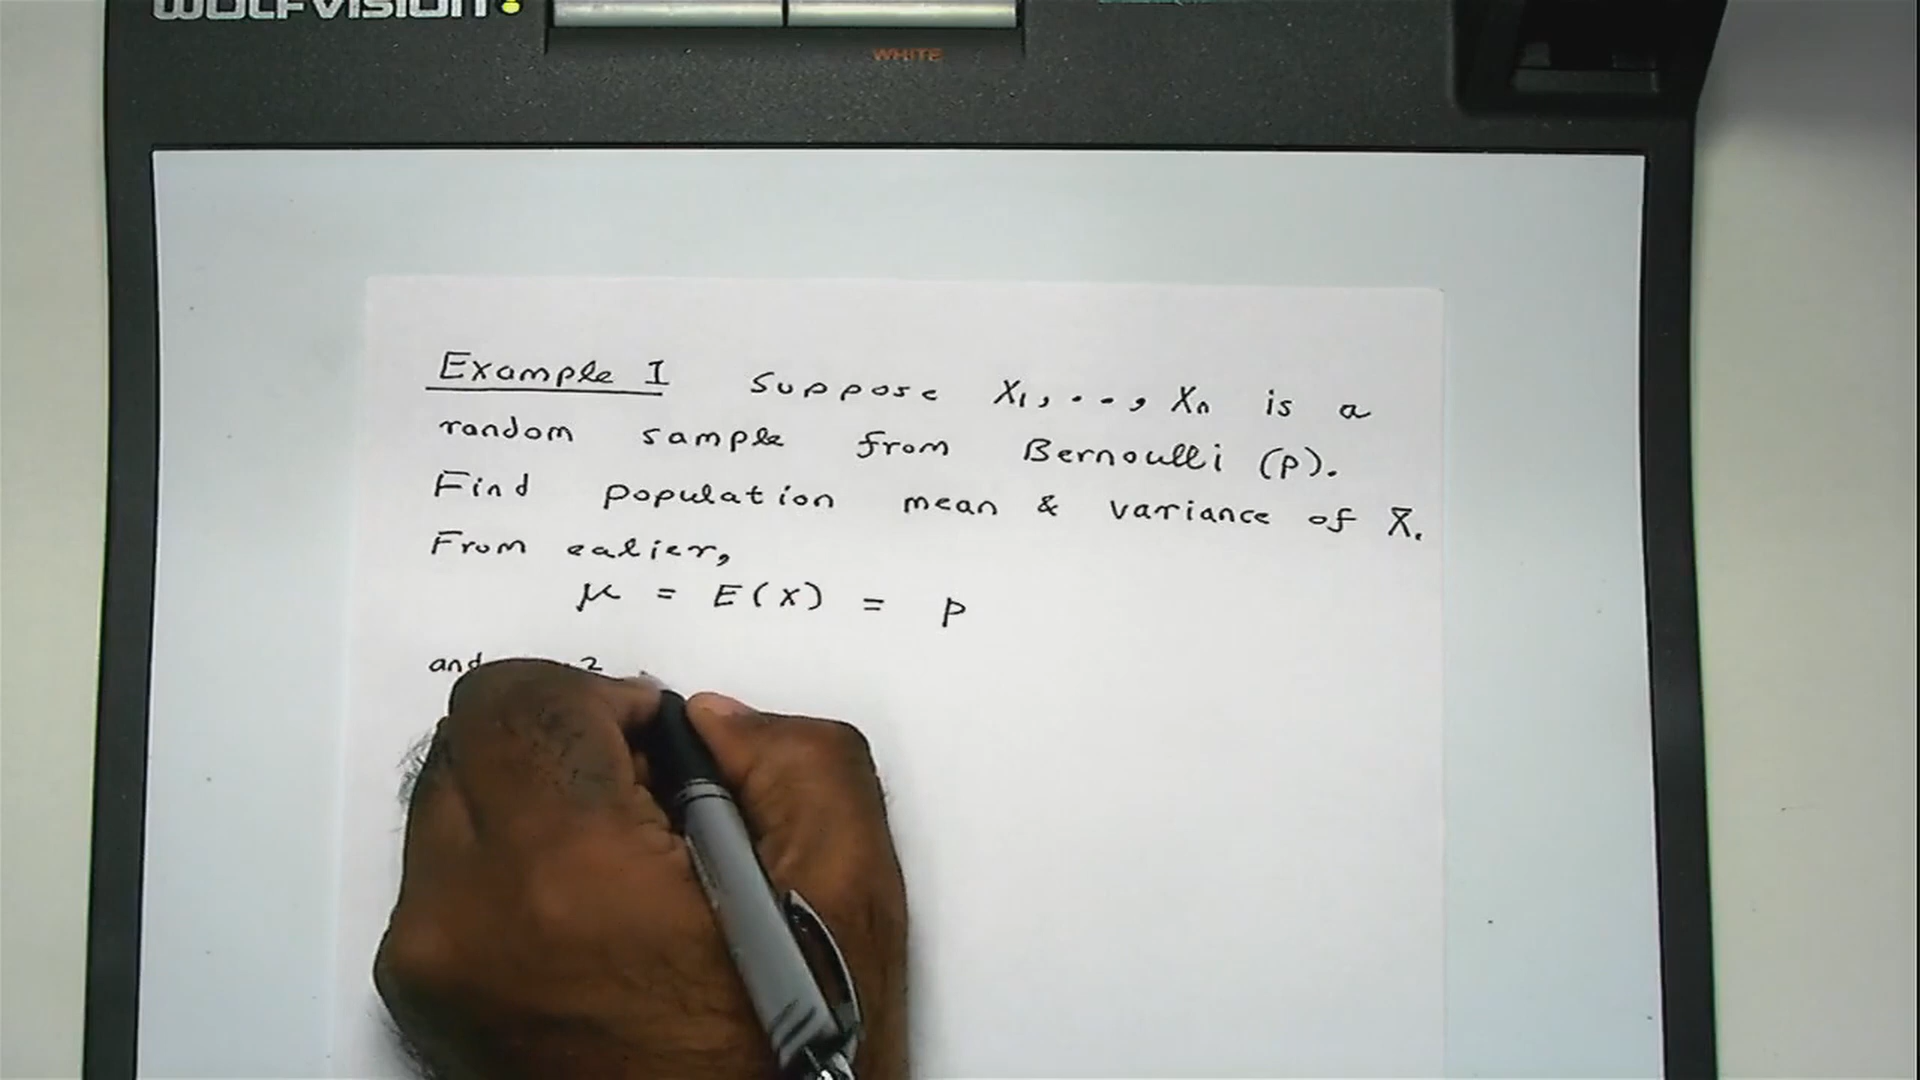 WOLFVISION
WHITE
Example I Suppose X₁, . . , Xₙ is a
random sample from Bernoulli (p).
Find population mean & variance of X̄.
From ealier,
μ = E(X) = p
and 2